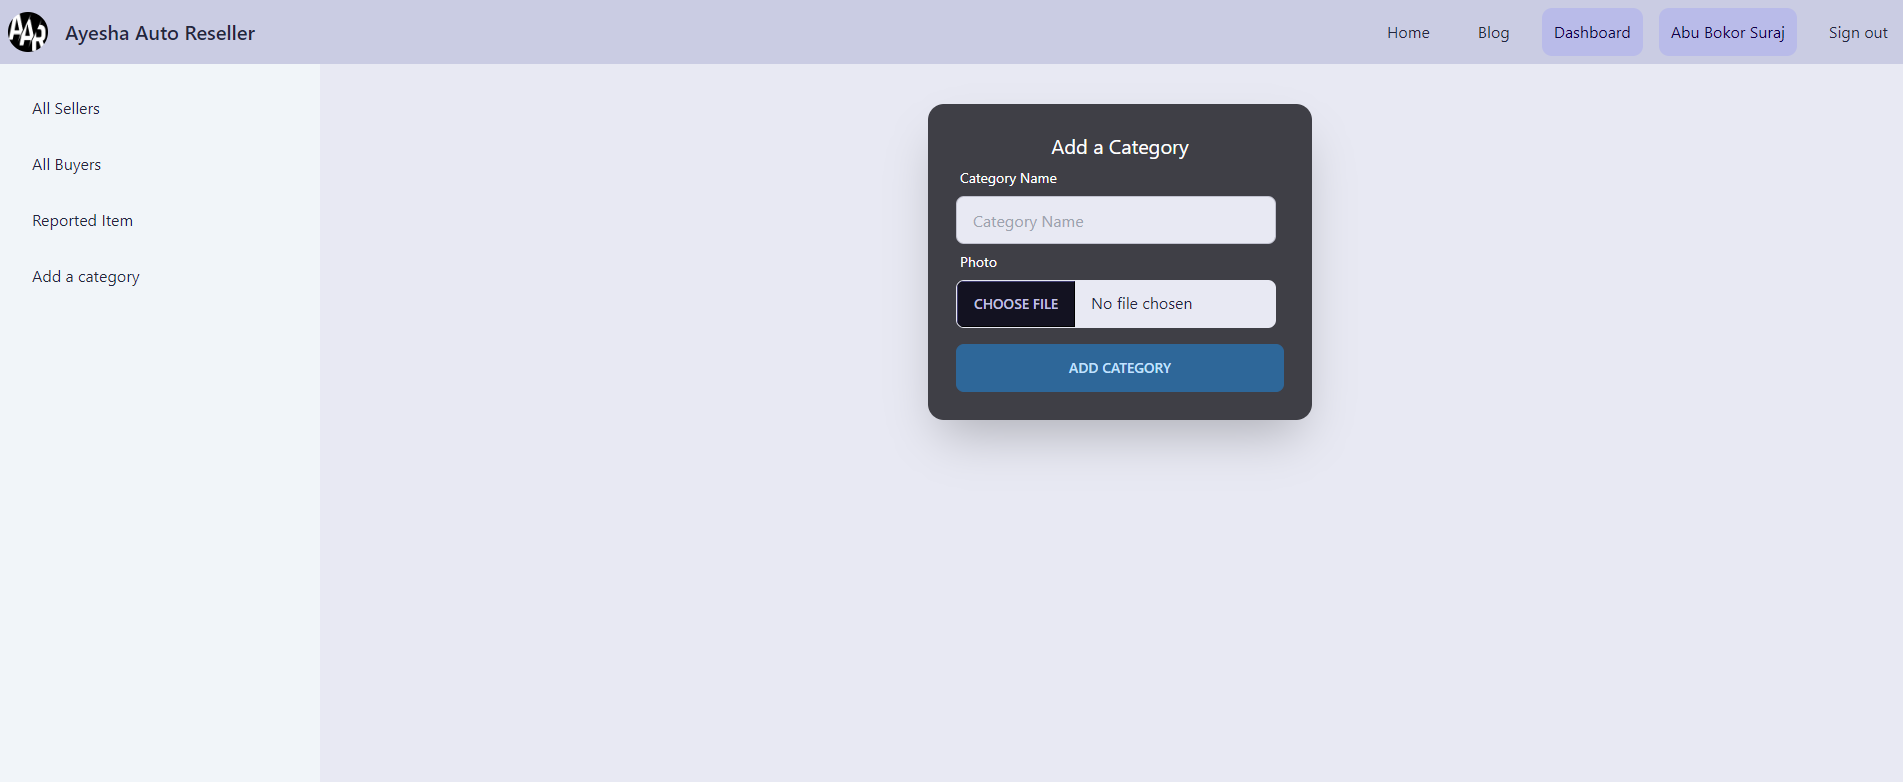 AAR
Ayesha Auto Reseller
Home
Blog
Dashboard
Abu Bokor Suraj
Sign out
All Sellers
All Buyers
Reported Item
Add a category
Add a Category
Category Name
Category Name
Photo
CHOOSE FILE No file chosen
ADD CATEGORY